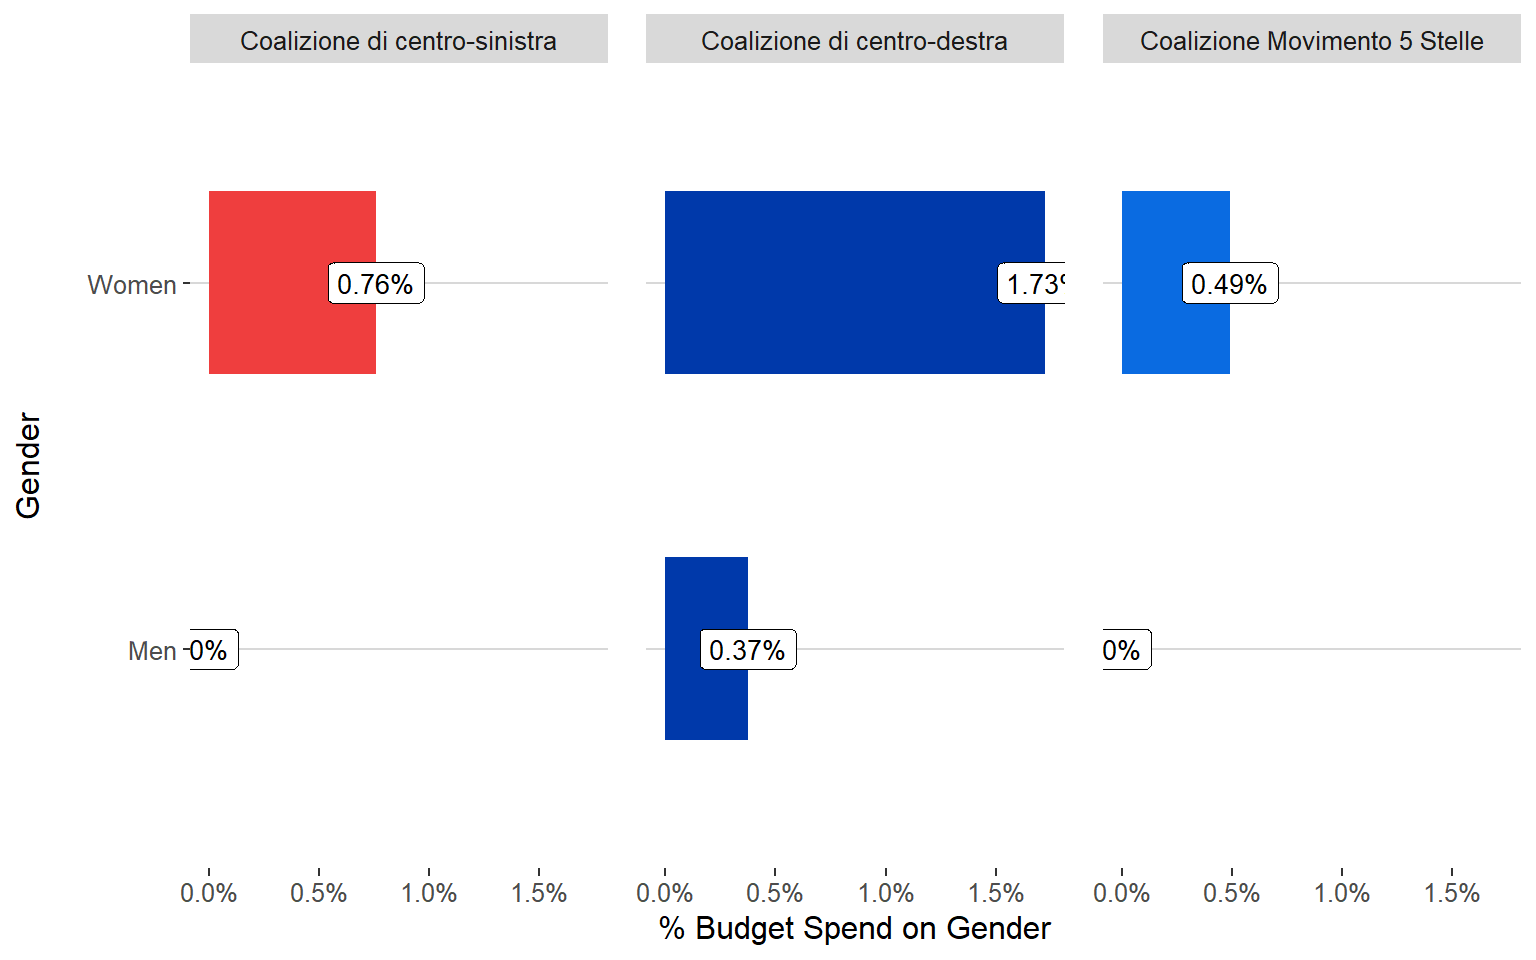 Coalizione di centro-sinistra Coalizione di centro-destra Coalizione Movimento 5 Stelle
Women 0.76% 1.73% 0.49%
Gender
Men 0% 0.37% 0%
0.0% 0.5% 1.0% 1.5% 0.0% 0.5% 1.0% 1.5% 0.0% 0.5% 1.0% 1.5%
% Budget Spend on Gender